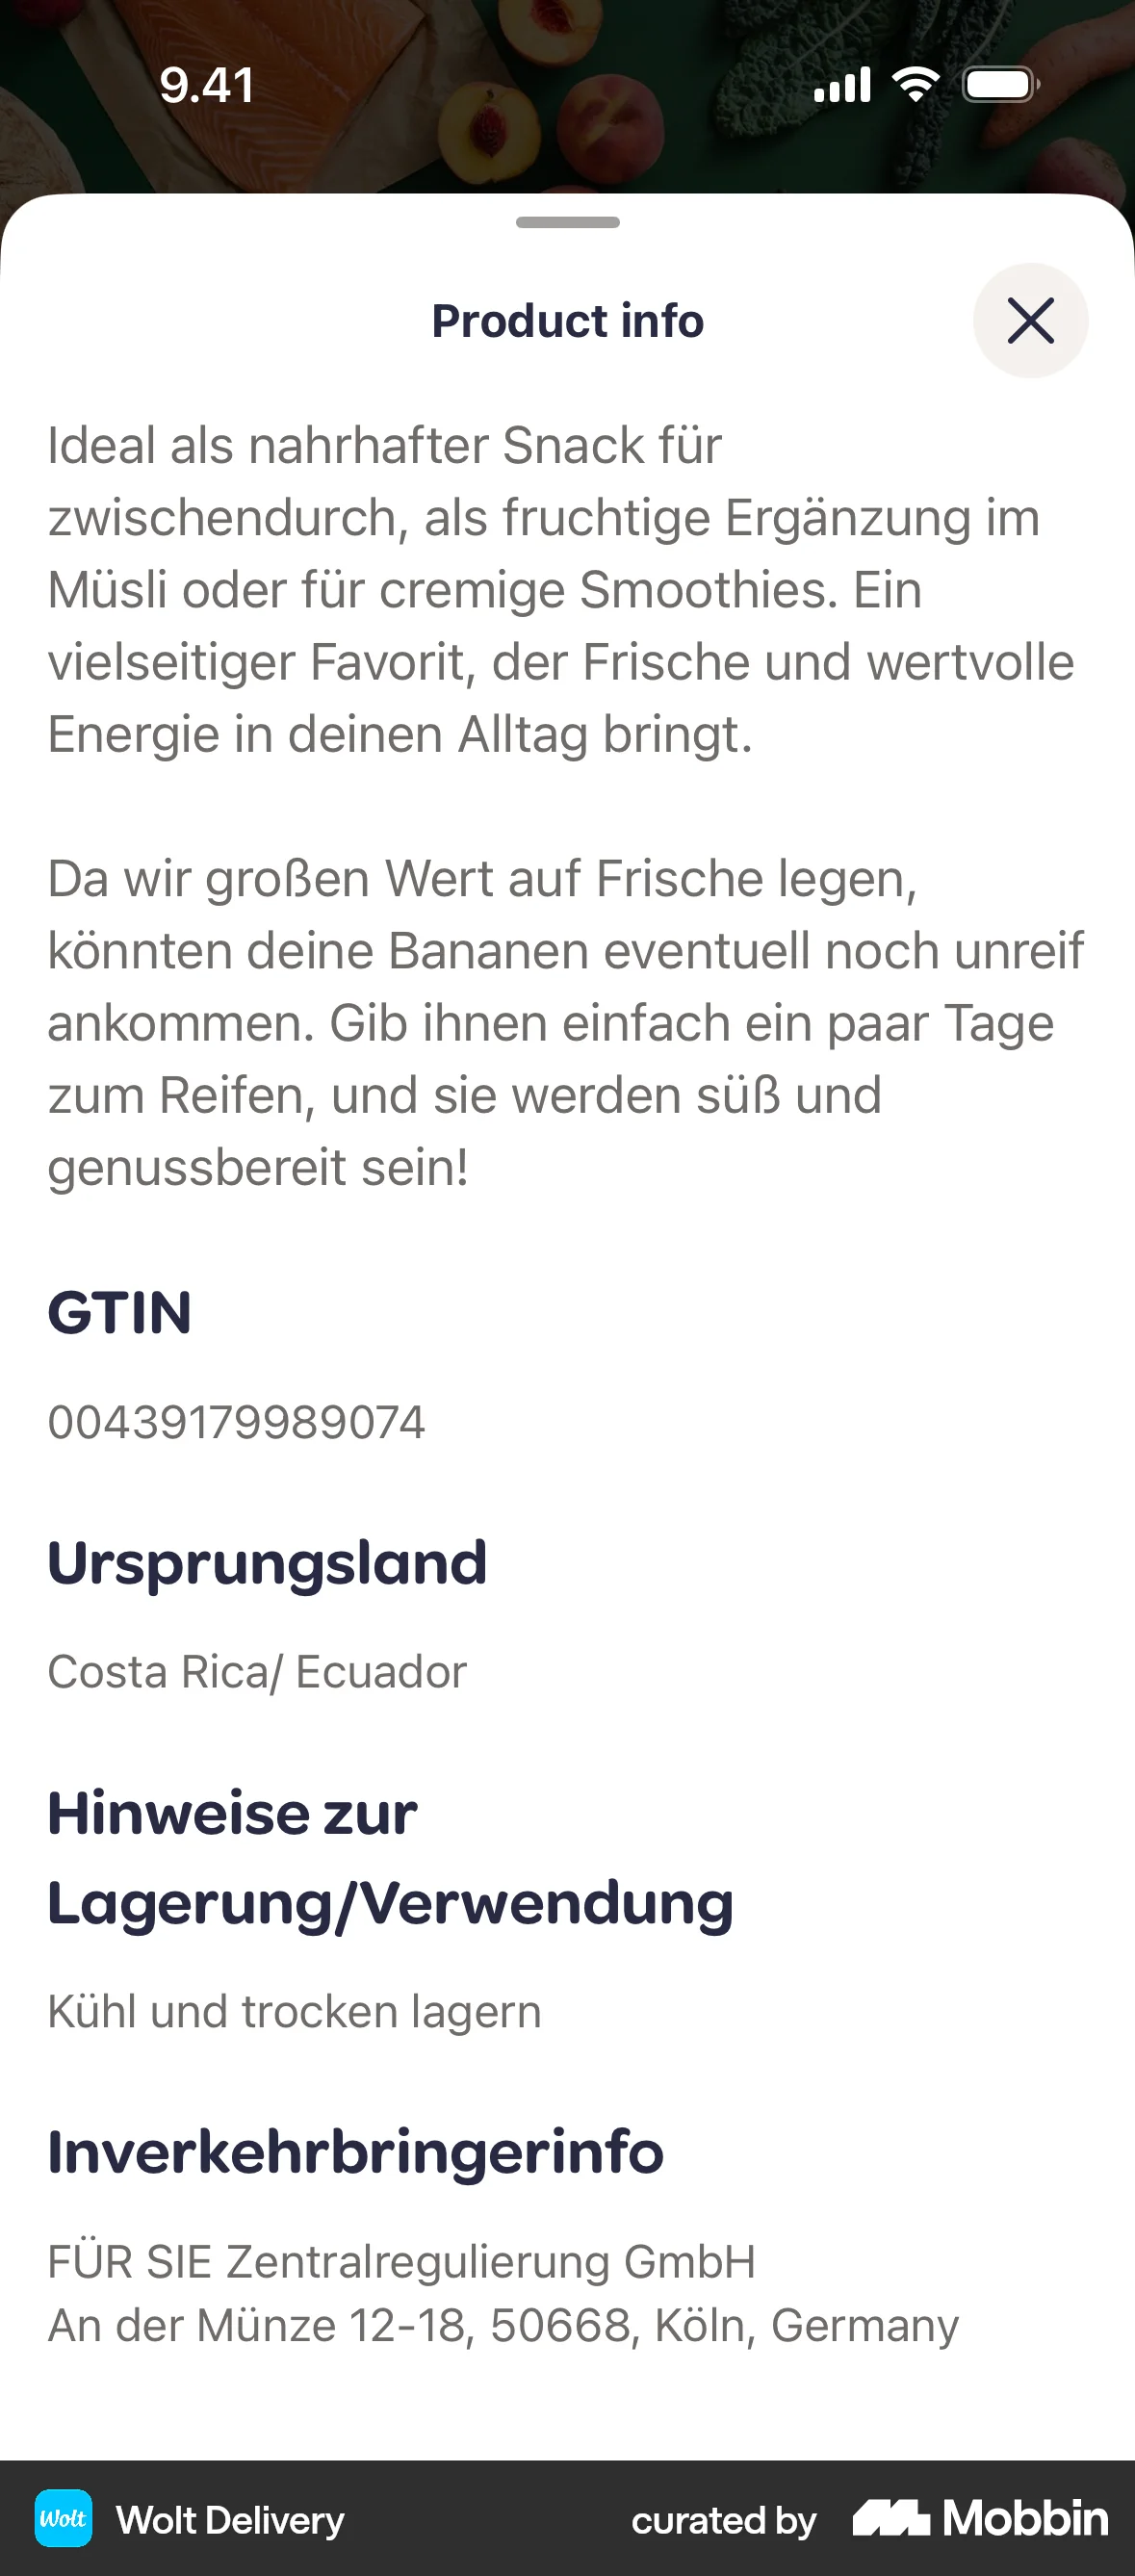 9.41
Product info
Ideal als nahrhafter Snack für
zwischendurch, als fruchtige Ergänzung im
Müsli oder für cremige Smoothies. Ein
vielseitiger Favorit, der Frische und wertvolle
Energie in deinen Alltag bringt.
Da wir großen Wert auf Frische legen,
könnten deine Bananen eventuell noch unreif
ankommen. Gib ihnen einfach ein paar Tage
zum Reifen, und sie werden süß und
genussbereit sein!
GTIN
00439179989074
Ursprungsland
Costa Rica/ Ecuador
Hinweise zur
Lagerung/Verwendung
Kühl und trocken lagern
Inverkehrbringerinfo
FÜR SIE Zentralregulierung GmbH
An der Münze 12-18, 50668, Köln, Germany
Wolt Wolt Delivery curated by Mobbin